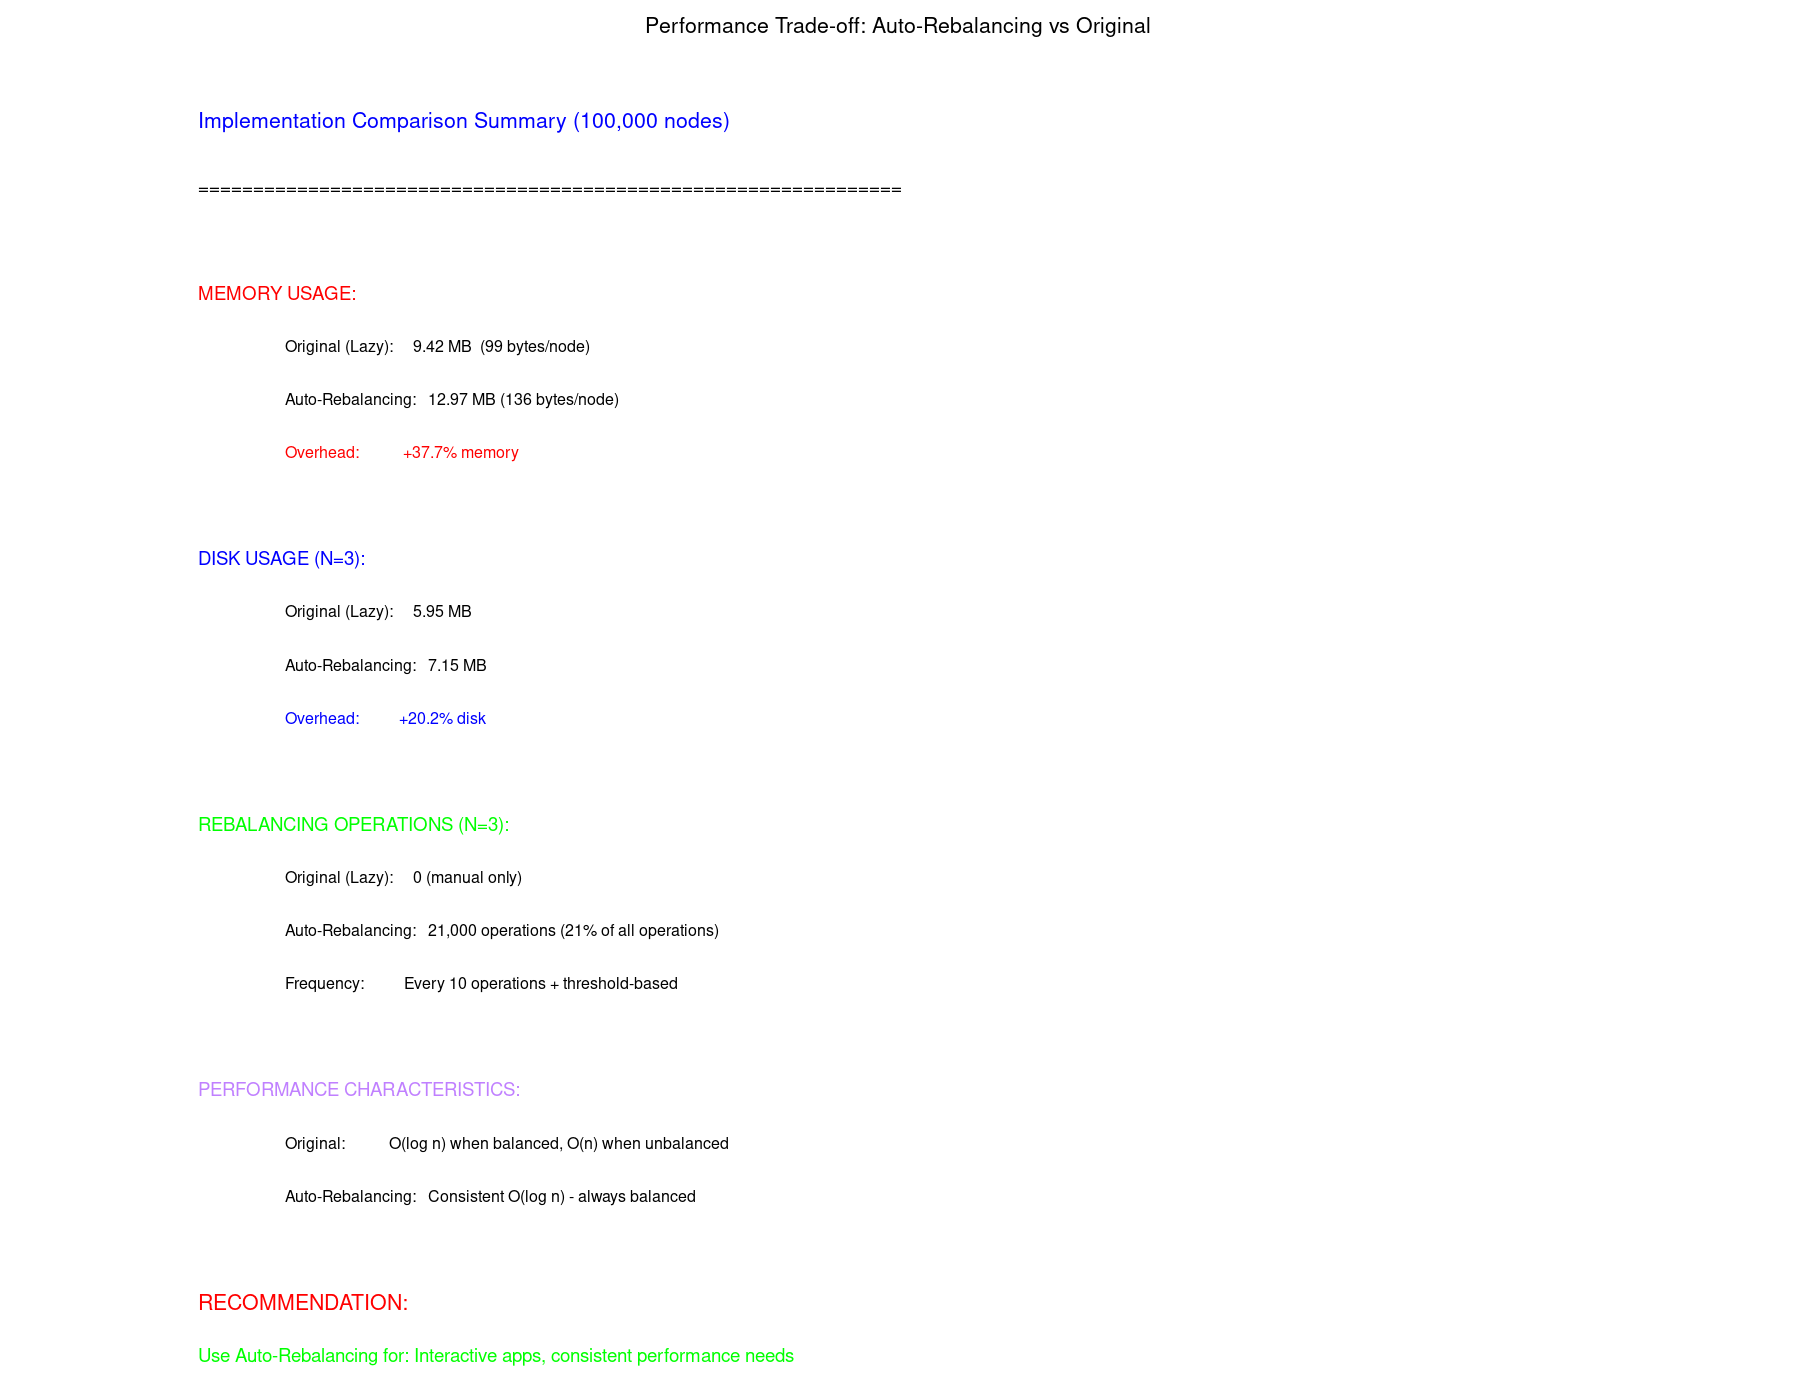 Performance Trade-off: Auto-Rebalancing vs Original
Implementation Comparison Summary (100,000 nodes)
================================================================
MEMORY USAGE:
Original (Lazy): 9.42 MB (99 bytes/node)
Auto-Rebalancing: 12.97 MB (136 bytes/node)
Overhead: +37.7% memory
DISK USAGE (N=3):
Original (Lazy): 5.95 MB
Auto-Rebalancing: 7.15 MB
Overhead: +20.2% disk
REBALANCING OPERATIONS (N=3):
Original (Lazy): 0 (manual only)
Auto-Rebalancing: 21,000 operations (21% of all operations)
Frequency: Every 10 operations + threshold-based
PERFORMANCE CHARACTERISTICS:
Original: O(log n) when balanced, O(n) when unbalanced
Auto-Rebalancing: Consistent O(log n) - always balanced
RECOMMENDATION:
Use Auto-Rebalancing for: Interactive apps, consistent performance needs